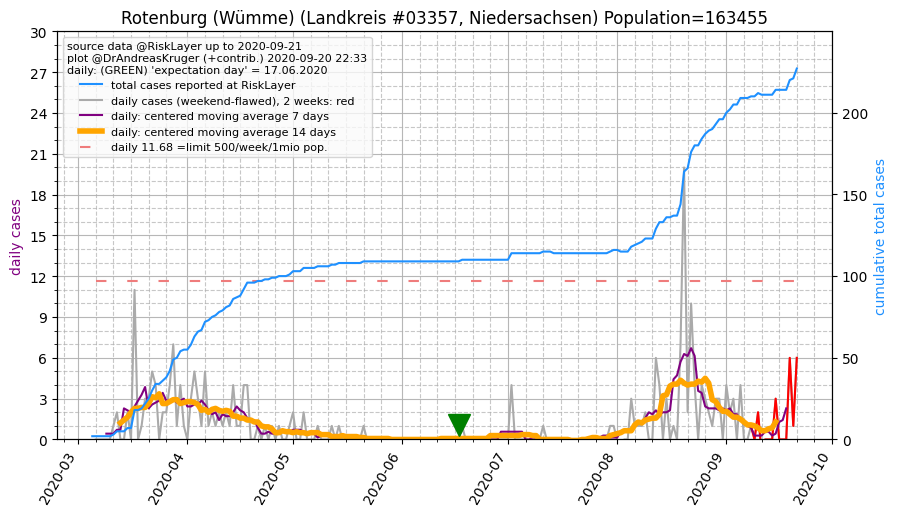 Rotenburg (Wümme) (Landkreis #03357, Niedersachsen) Population=163455
source data @RiskLayer up to 2020-09-21
plot @DrAndreasKruger (+contrib.) 2020-09-20 22:33
daily: (GREEN) 'expectation day' = 17.06.2020
total cases reported at RiskLayer
daily cases (weekend-flawed), 2 weeks: red
daily: centered moving average 7 days
daily: centered moving average 14 days
daily 11.68 =limit 500/week/1mio pop.
daily cases
30
27
24
21
18
15
12
9
6
3
0
cumulative total cases
200
150
100
50
0
2020-03
2020-04
2020-05
2020-06
2020-07
2020-08
2020-09
2020-10